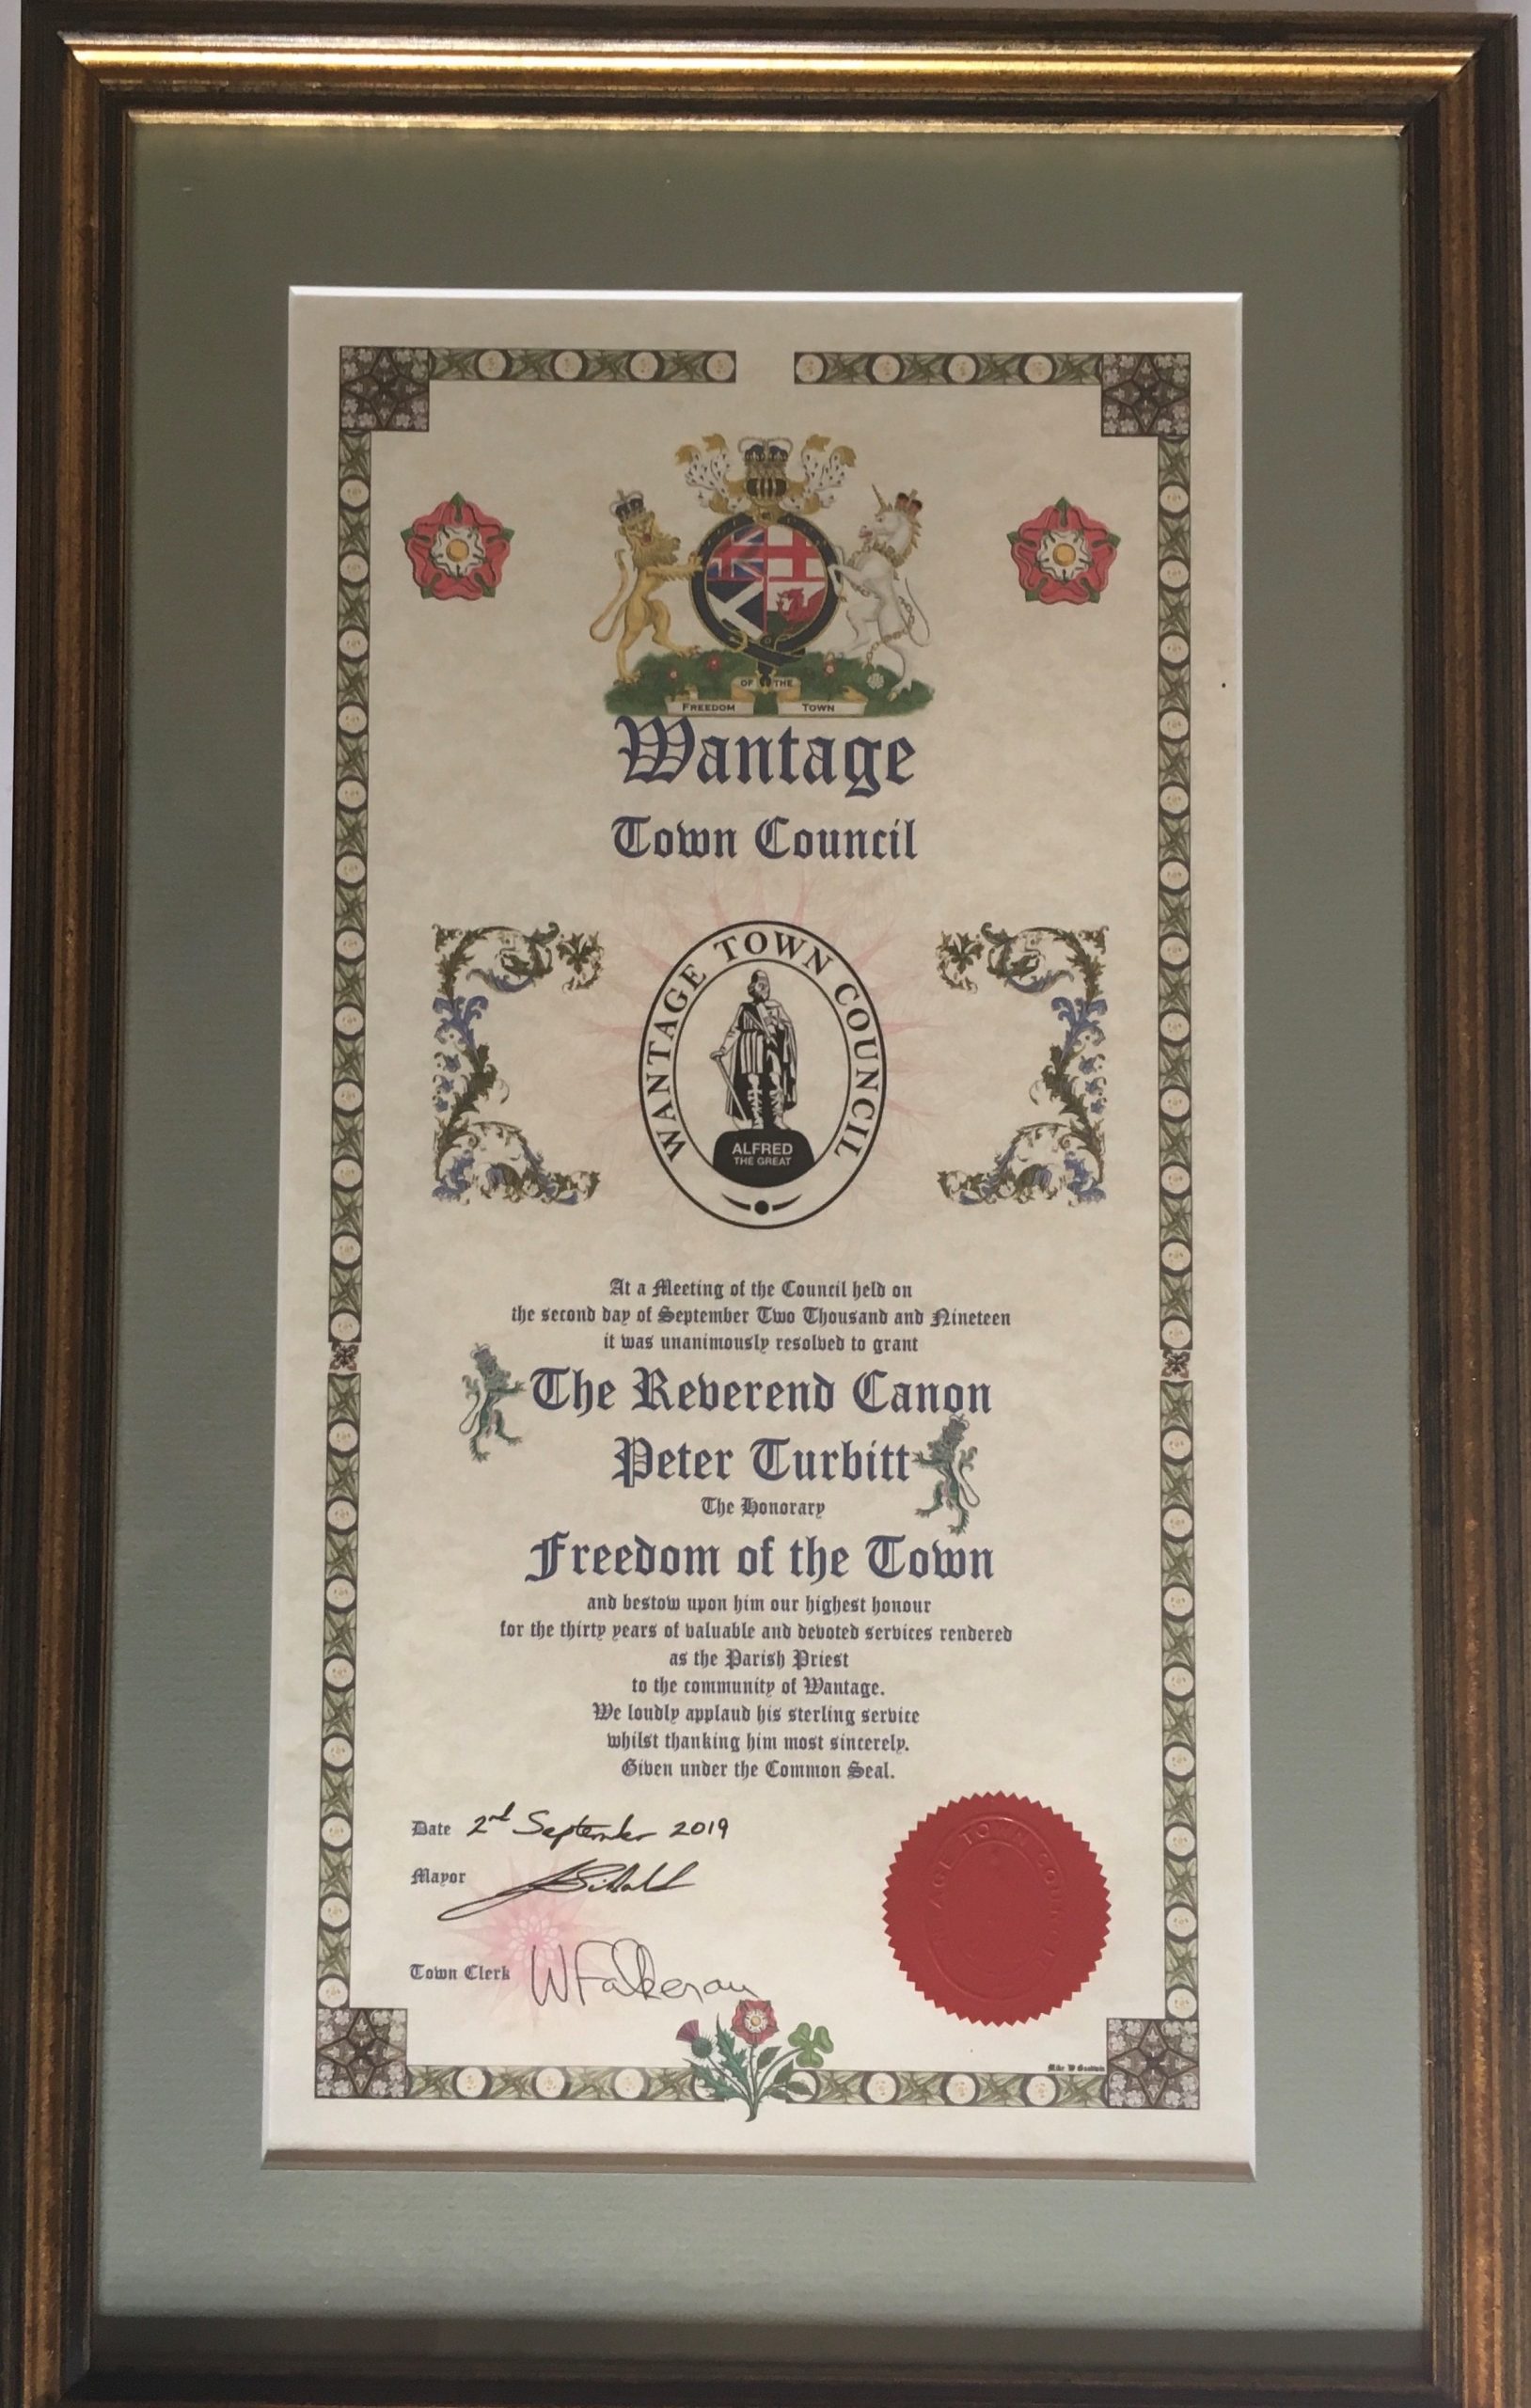 OF THE
FREEDOM TOWN
Wantage
Town Council
WANTAGE TOWN COUNCIL
ALFRED
THE GREAT
At a Meeting of the Council held on
the second day of September Two Thousand and Nineteen
it was unanimously resolved to grant
The Reverend Canon
Peter Turbitt
The Honorary
Freedom of the Town
and bestow upon him our highest honour
for the thirty years of valuable and devoted services rendered
as the Parish Priest
to the community of Wantage.
We loudly applaud his sterling service
whilst thanking him most sincerely.
Given under the Common Seal.
Date 2nd September 2019
Mayor
Town Clerk
TOWN COUNCIL